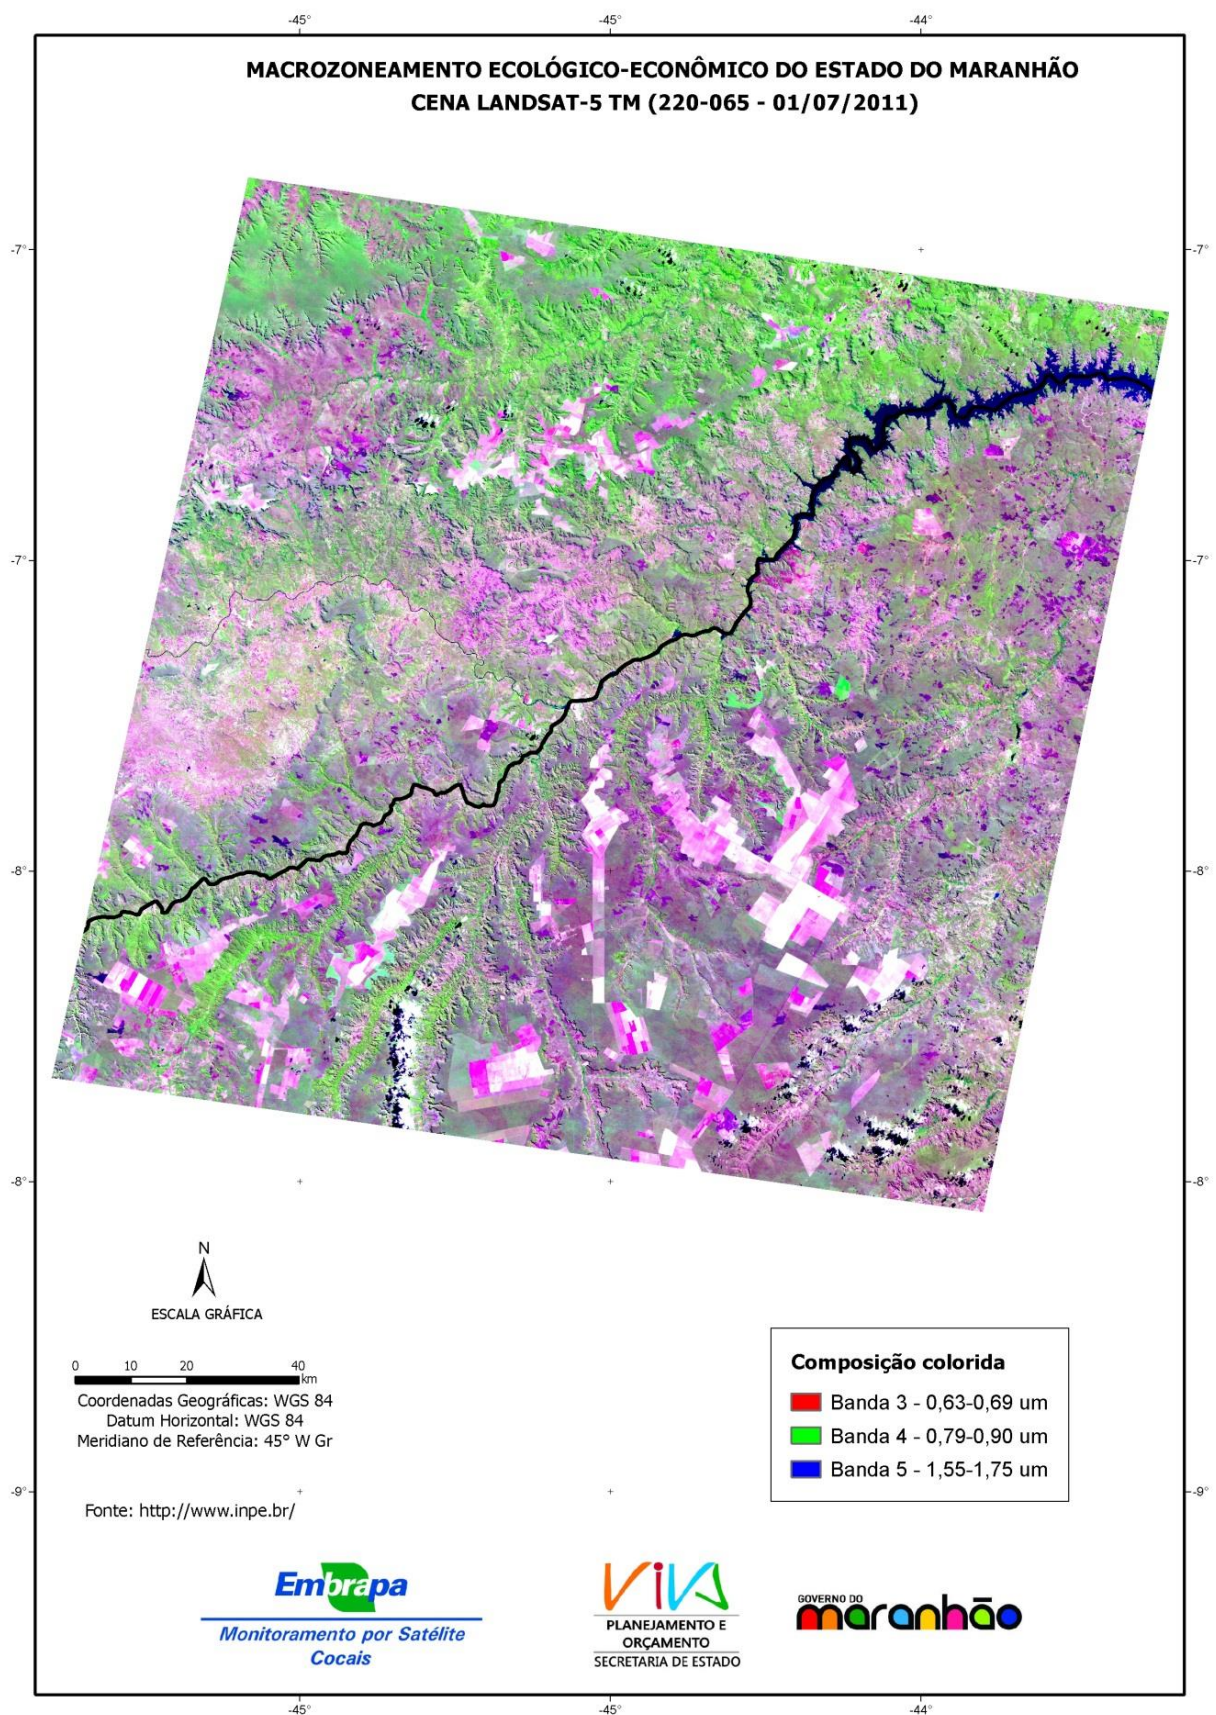 -45°
-45°
-44°
MACROZONEAMENTO ECOLÓGICO-ECONÔMICO DO ESTADO DO MARANHÃO
CENA LANDSAT-5 TM (220-065 - 01/07/2011)
-7°
-7°
-7°
-7°
-8°
-8°
-8°
-8°
N
ESCALA GRÁFICA
0 10 20 40
km
Coordenadas Geográficas: WGS 84
Datum Horizontal: WGS 84
Meridiano de Referência: 45° W Gr
Composição colorida
Banda 3 - 0,63-0,69 um
Banda 4 - 0,79-0,90 um
Banda 5 - 1,55-1,75 um
-9°
-9°
Fonte: http://www.inpe.br/
Embrapa
Monitoramento por Satélite
Cocais
VIVA
PLANEJAMENTO E
ORÇAMENTO
SECRETARIA DE ESTADO
GOVERNO DO
maranhão
-45°
-45°
-44°